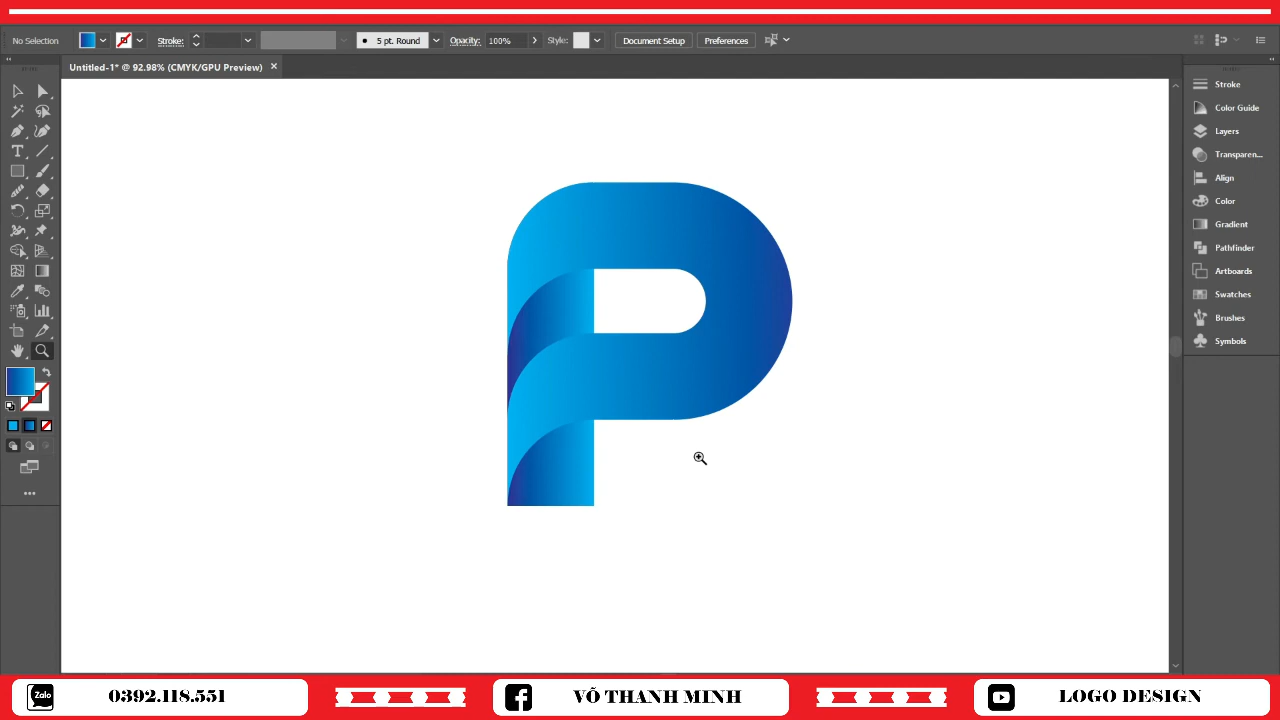 No Selection Stroke: 5 pt. Round Opacity: 100% Style: Document Setup Preferences
Untitled-1* @ 92.98% (CMYK/GPU Preview) ×
Stroke
Color Guide
Layers
Transparen...
Align
Color
Gradient
Pathfinder
Artboards
Swatches
Brushes
Symbols
P
Zalo 0392.118.551 VÕ THANH MINH LOGO DESIGN